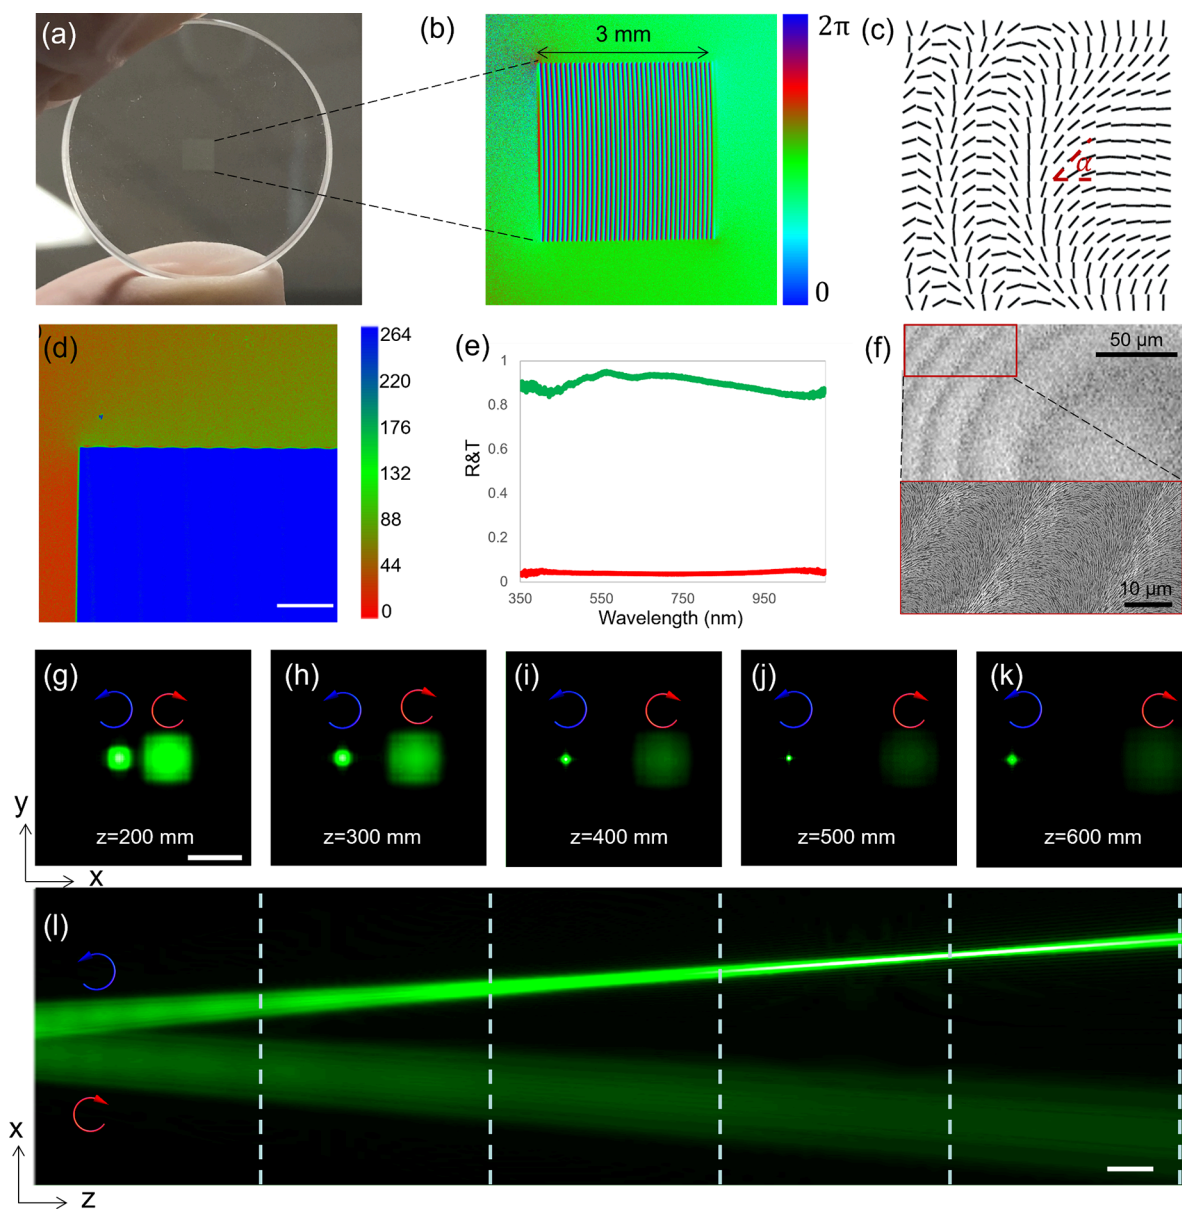 (a)
(b)
3 mm
2π
0
(c)
α
(d)
264
220
176
132
88
44
0
(e)
1
0.8
0.6
0.4
0.2
0
R&T
350
550
750
950
Wavelength (nm)
(f)
50 μm
10 μm
(g)
z=200 mm
(h)
z=300 mm
(i)
z=400 mm
(j)
z=500 mm
(k)
z=600 mm
y
x
(l)
x
z